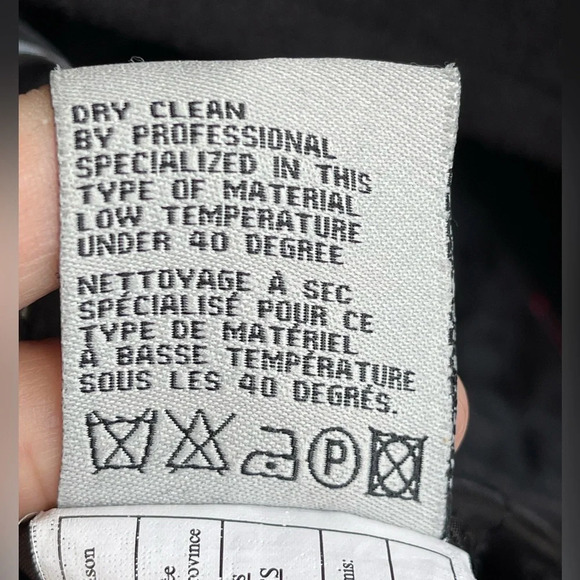 DRY CLEAN
BY PROFESSIONAL
SPECIALIZED IN THIS
TYPE OF MATERIAL
LOW TEMPERATURE
UNDER 40 DEGREE
NETTOYAGE À SEC
SPÉCIALISÉ POUR CE
TYPE DE MATÉRIEL
À BASSE TEMPÉRATURE
SOUS LES 40 DEGRÉS.
P
rovince